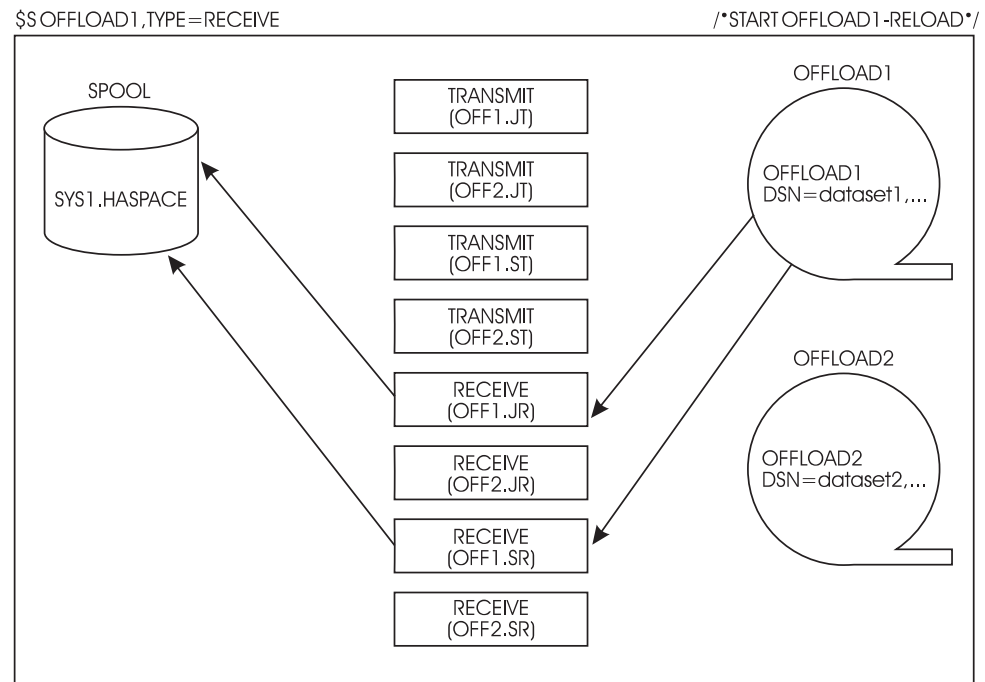 $S OFFLOAD1,TYPE=RECEIVE
/*START OFFLOAD1-RELOAD*/
SPOOL
SYS1.HASPACE
TRANSMIT
(OFF1.JT)
TRANSMIT
(OFF2.JT)
TRANSMIT
(OFF1.ST)
TRANSMIT
(OFF2.ST)
RECEIVE
(OFF1.JR)
RECEIVE
(OFF2.JR)
RECEIVE
(OFF1.SR)
RECEIVE
(OFF2.SR)
OFFLOAD1
OFFLOAD1
DSN=dataset1,...
OFFLOAD2
OFFLOAD2
DSN=dataset2,...